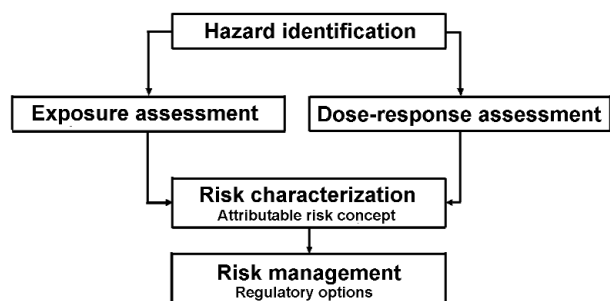 Hazard identification
Exposure assessment
Dose-response assessment
Risk characterization
Attributable risk concept
Risk management
Regulatory options